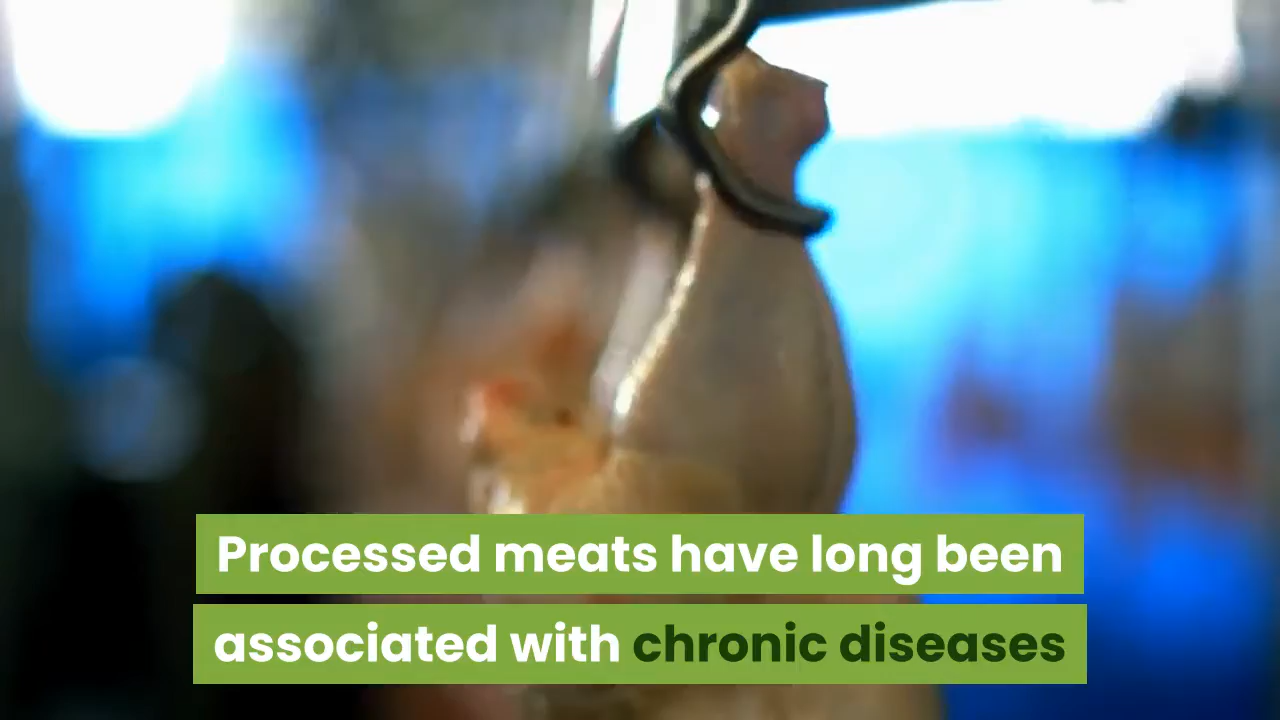 Processed meats have long been
associated with chronic diseases